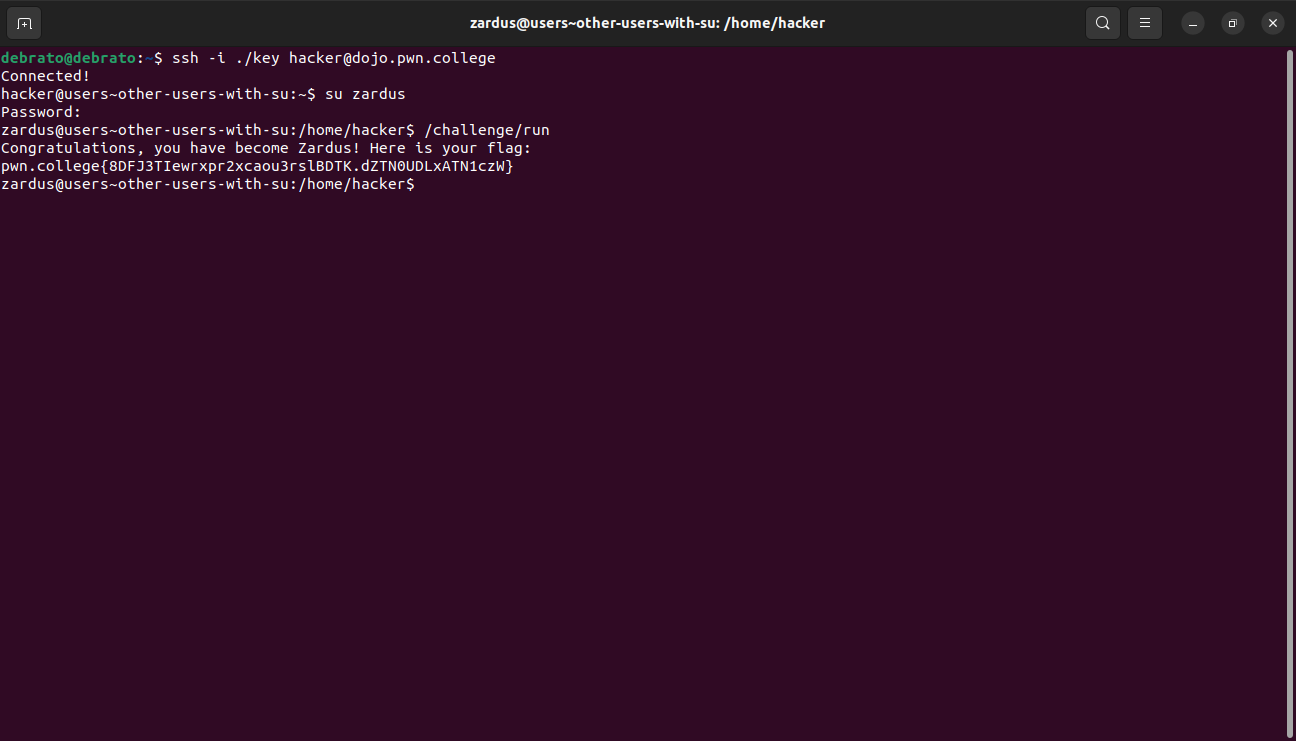 zardus@users~other-users-with-su: /home/hacker
debrato@debrato:~$ ssh -i ./key hacker@dojo.pwn.college
Connected!
hacker@users~other-users-with-su:~$ su zardus
Password:
zardus@users~other-users-with-su:/home/hacker$ /challenge/run
Congratulations, you have become Zardus! Here is your flag:
pwn.college{8DFJ3TIewrxpr2xcaou3rslBDTK.dZTN0UDLxATN1czW}
zardus@users~other-users-with-su:/home/hacker$